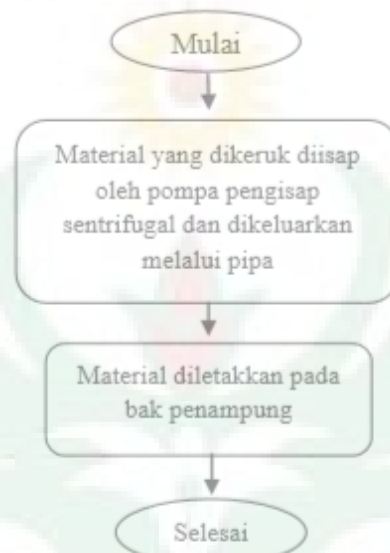 Mulai
Material yang dikeruk diisap
oleh pompa pengisap
sentrifugal dan dikeluarkan
melalui pipa
Material diletakkan pada
bak penampung
Selesai